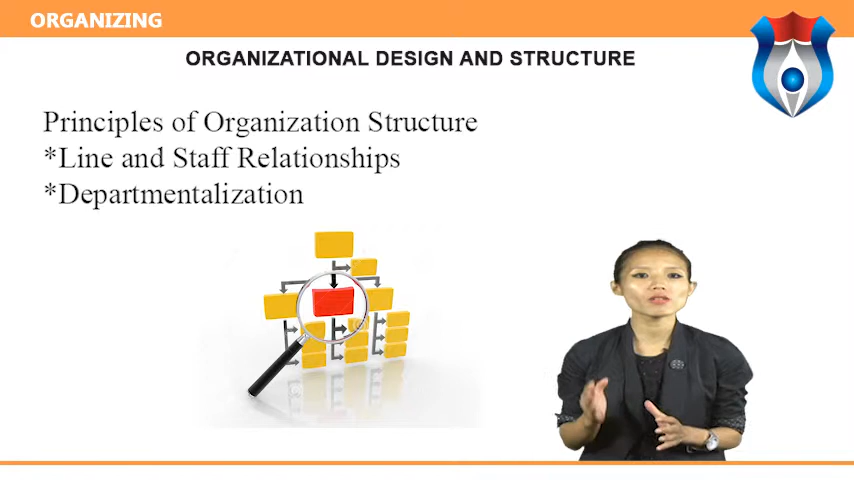 ORGANIZING
ORGANIZATIONAL DESIGN AND STRUCTURE
Principles of Organization Structure
*Line and Staff Relationships
*Departmentalization